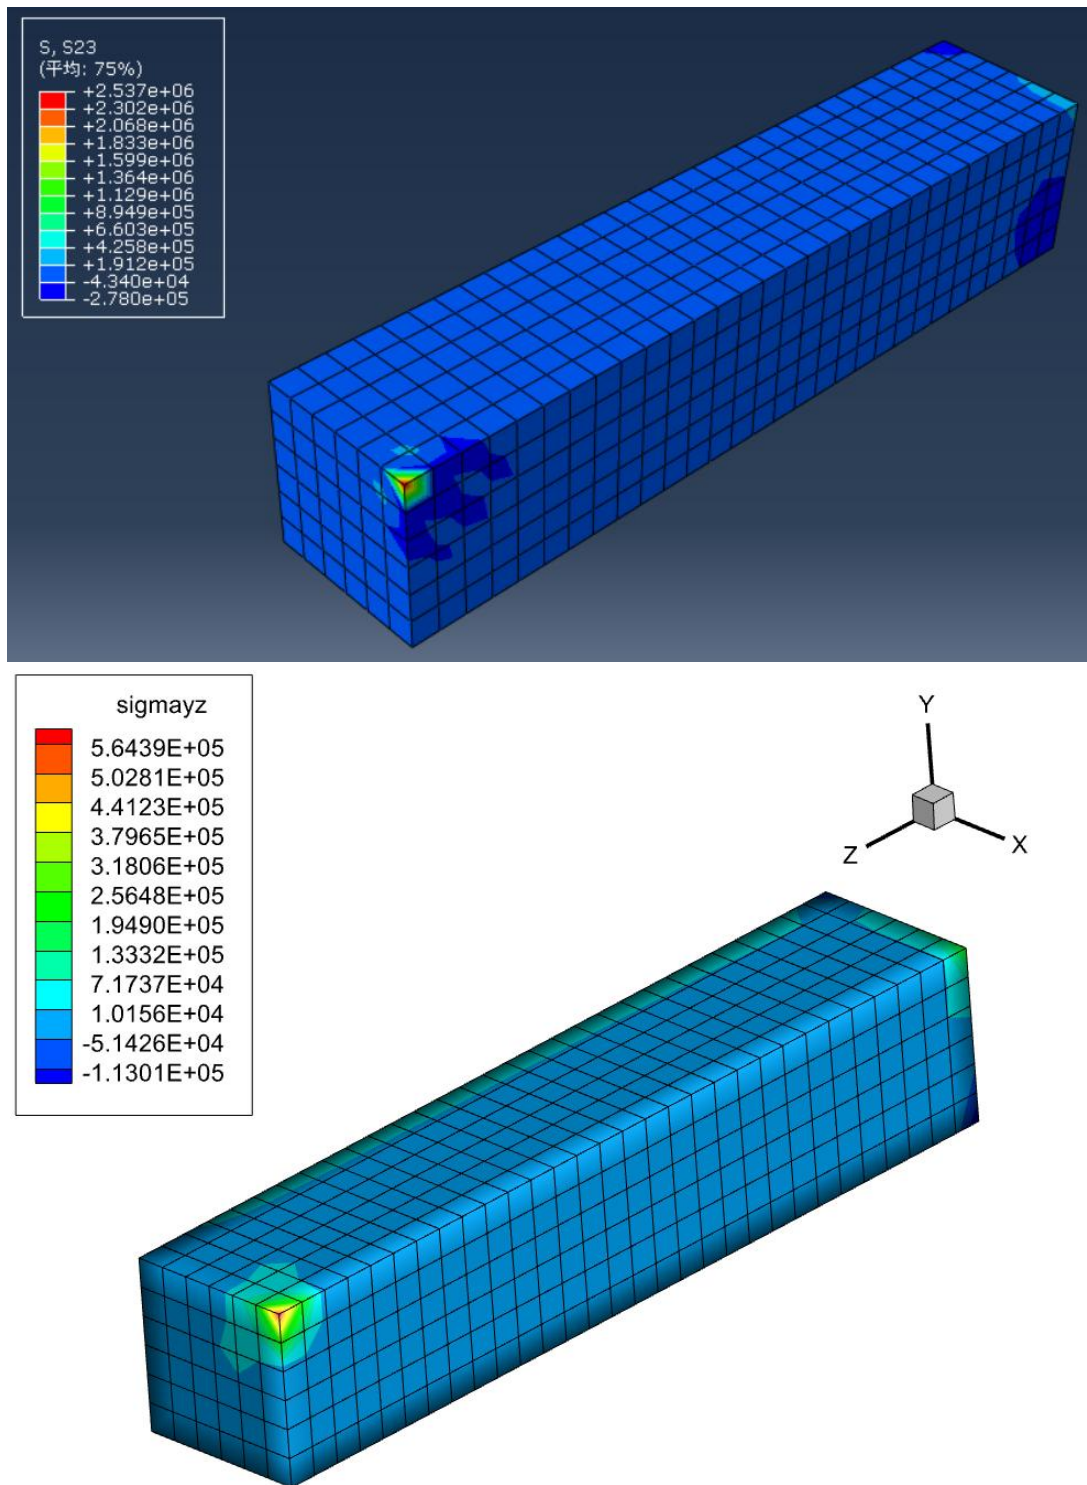 S, S23
(平均: 75%)
+2.537e+06
+2.302e+06
+2.068e+06
+1.833e+06
+1.599e+06
+1.364e+06
+1.129e+06
+8.949e+05
+6.603e+05
+4.258e+05
+1.912e+05
-4.340e+04
-2.780e+05
sigmayz
5.6439E+05
5.0281E+05
4.4123E+05
3.7965E+05
3.1806E+05
2.5648E+05
1.9490E+05
1.3332E+05
7.1737E+04
1.0156E+04
-5.1426E+04
-1.1301E+05
Y
Z
X